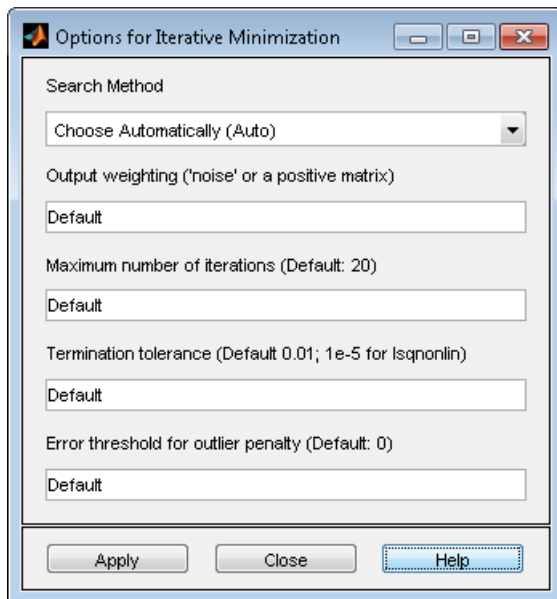 Options for Iterative Minimization
Search Method
Choose Automatically (Auto)
Output weighting ('noise' or a positive matrix)
Default
Maximum number of iterations (Default: 20)
Default
Termination tolerance (Default 0.01; 1e-5 for lsqnonlin)
Default
Error threshold for outlier penalty (Default: 0)
Default
Apply Close Help